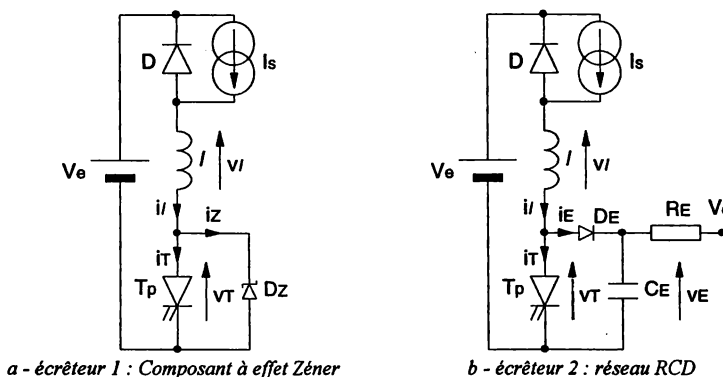 D
Is
Ve
l
vl
il
iZ
iT
Tp
vT
DZ
a - écrêteur 1 : Composant à effet Zéner
D
Is
Ve
l
vl
il
iE
DE
RE
iT
Tp
vT
CE
vE
b - écrêteur 2 : réseau RCD